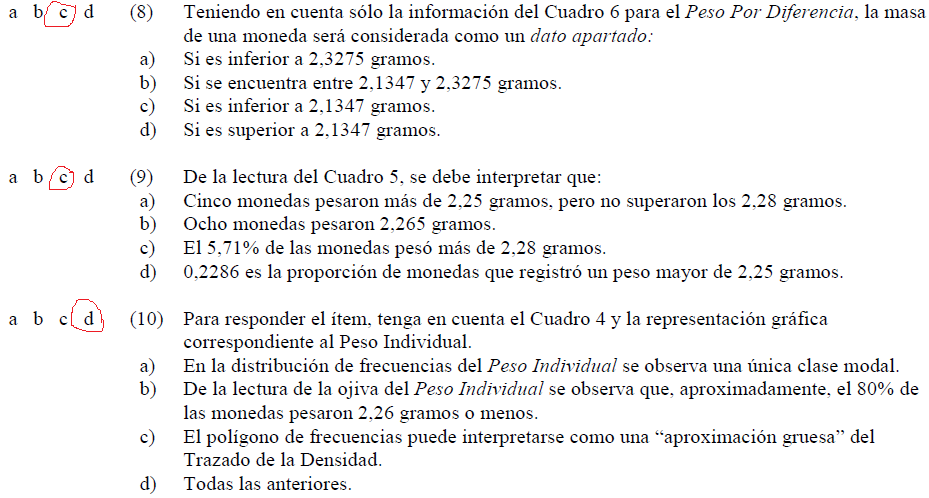 a b c d (8) Teniendo en cuenta sólo la información del Cuadro 6 para el Peso Por Diferencia, la masa
de una moneda será considerada como un dato apartado:
a) Si es inferior a 2,3275 gramos.
b) Si se encuentra entre 2,1347 y 2,3275 gramos.
c) Si es inferior a 2,1347 gramos.
d) Si es superior a 2,1347 gramos.
a b c d (9) De la lectura del Cuadro 5, se debe interpretar que:
a) Cinco monedas pesaron más de 2,25 gramos, pero no superaron los 2,28 gramos.
b) Ocho monedas pesaron 2,265 gramos.
c) El 5,71% de las monedas pesó más de 2,28 gramos.
d) 0,2286 es la proporción de monedas que registró un peso mayor de 2,25 gramos.
a b c d (10) Para responder el ítem, tenga en cuenta el Cuadro 4 y la representación gráfica
correspondiente al Peso Individual.
a) En la distribución de frecuencias del Peso Individual se observa una única clase modal.
b) De la lectura de la ojiva del Peso Individual se observa que, aproximadamente, el 80% de
las monedas pesaron 2,26 gramos o menos.
c) El polígono de frecuencias puede interpretarse como una “aproximación gruesa” del
Trazado de la Densidad.
d) Todas las anteriores.